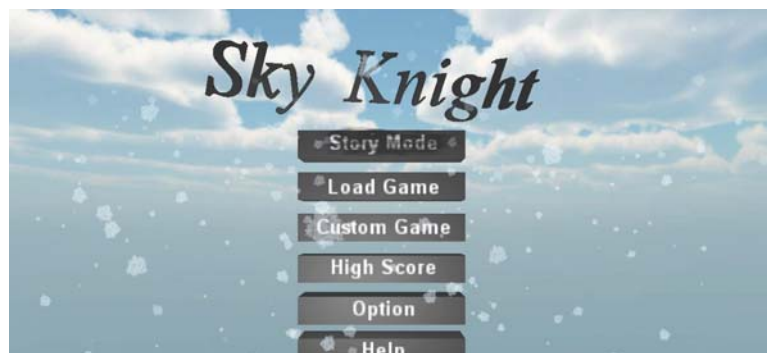 Sky Knight
Story Mode
Load Game
Custom Game
High Score
Option
Help